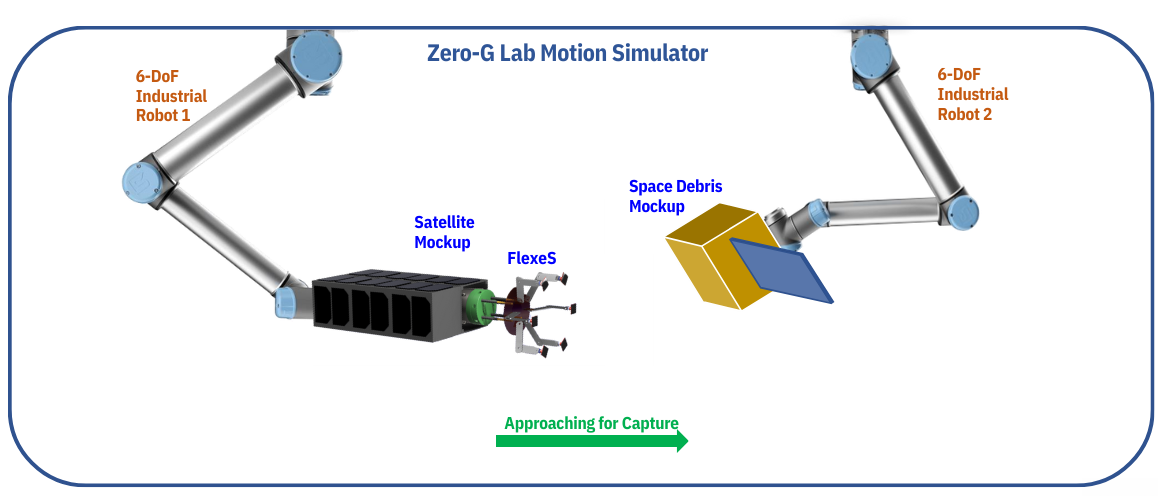 Zero-G Lab Motion Simulator
6-DoF
Industrial
Robot 1
6-DoF
Industrial
Robot 2
Space Debris
Mockup
Satellite
Mockup
FlexeS
Approaching for Capture